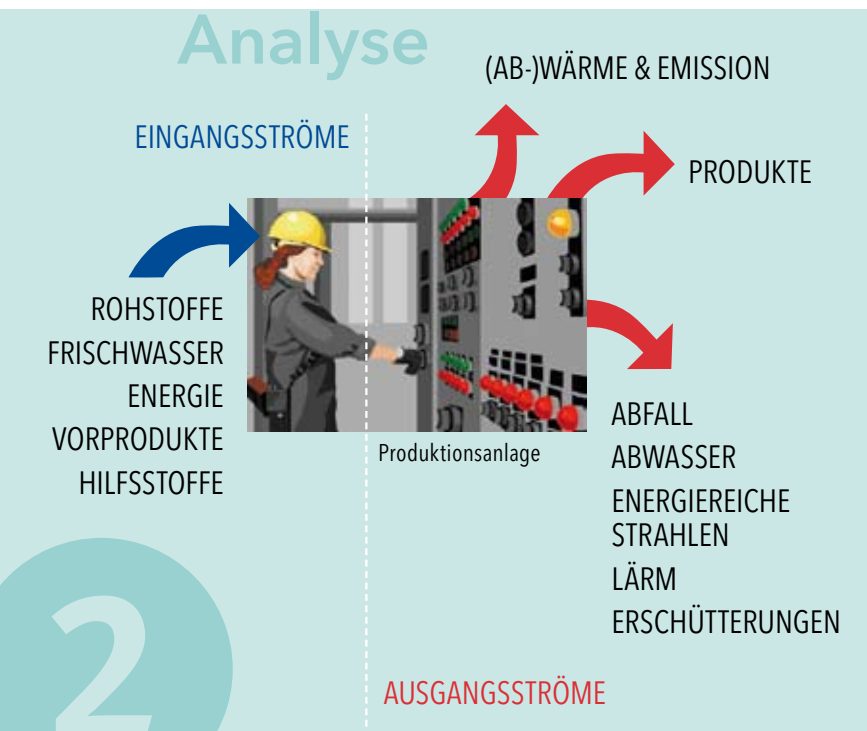 Analyse
(AB-)WÄRME & EMISSION
EINGANGSSTRÖME
PRODUKTE
ROHSTOFFE
FRISCHWASSER
ENERGIE
VORPRODUKTE
HILFSSTOFFE
Produktionsanlage
ABFALL
ABWASSER
ENERGIEREICHE
STRAHLEN
LÄRM
ERSCHÜTTERUNGEN
2
AUSGANGSSTRÖME